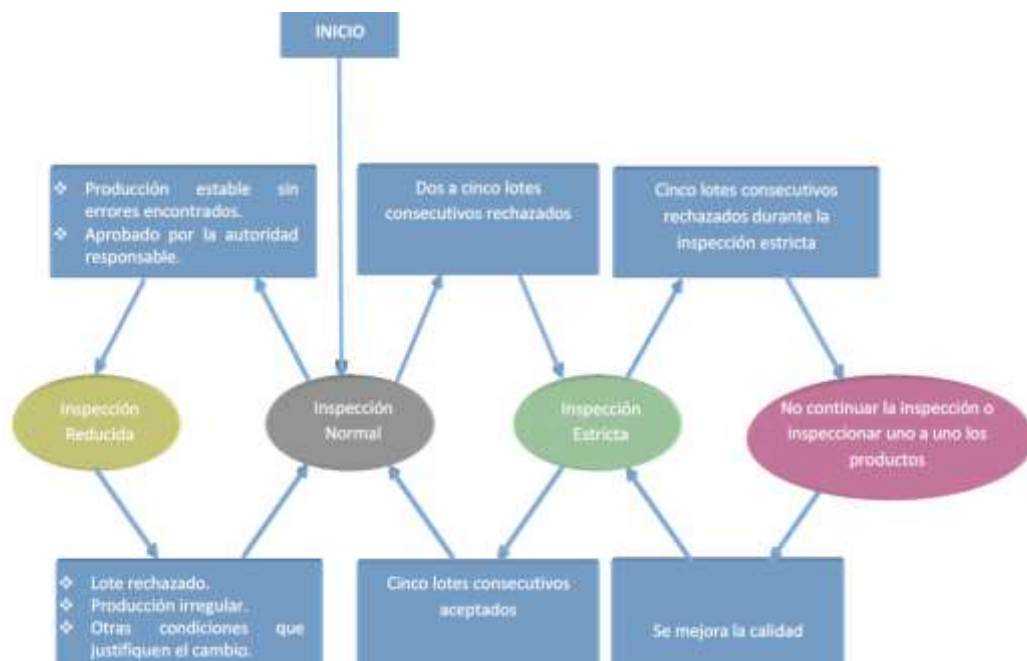 INICIO
❖ Producción estable sin
errores encontrados.
❖ Aprobado por la autoridad
responsable.
Dos a cinco lotes
consecutivos rechazados
Cinco lotes consecutivos
rechazados durante la
inspección estricta
Inspección
Reducida
Inspección
Normal
Inspección
Estricta
No continuar la inspección o
inspeccionar uno a uno los
productos
❖ Lote rechazado.
❖ Producción irregular.
❖ Otras condiciones que
justifiquen el cambio.
Cinco lotes consecutivos
aceptados
Se mejora la calidad